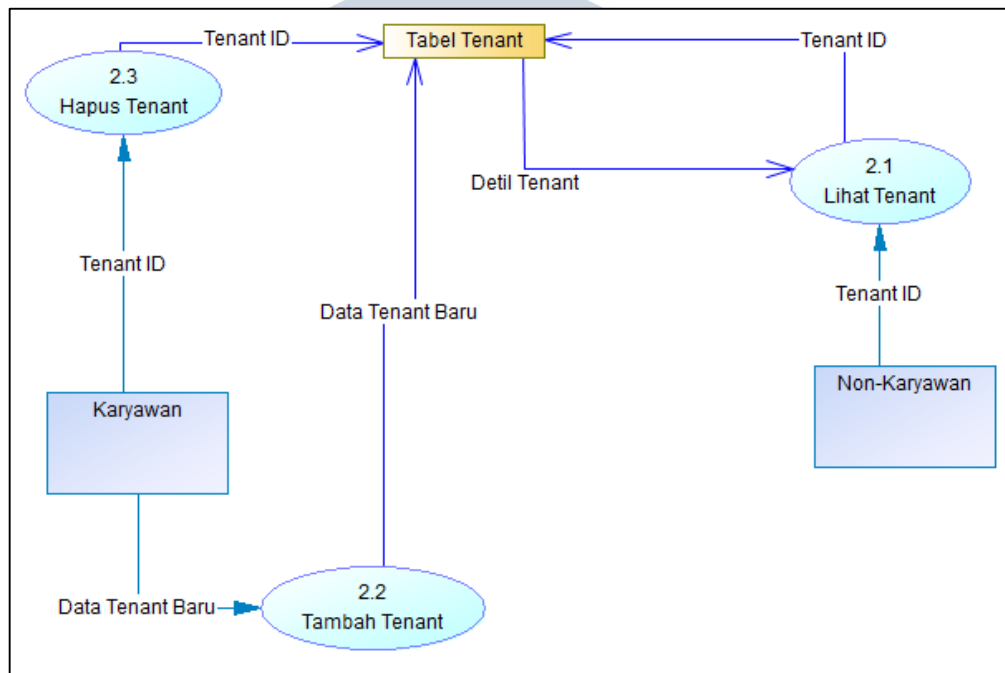 Tenant ID
Tabel Tenant
Tenant ID
2.3
Hapus Tenant
2.1
Lihat Tenant
Detil Tenant
Tenant ID
Tenant ID
Data Tenant Baru
Karyawan
Non-Karyawan
2.2
Tambah Tenant
Data Tenant Baru